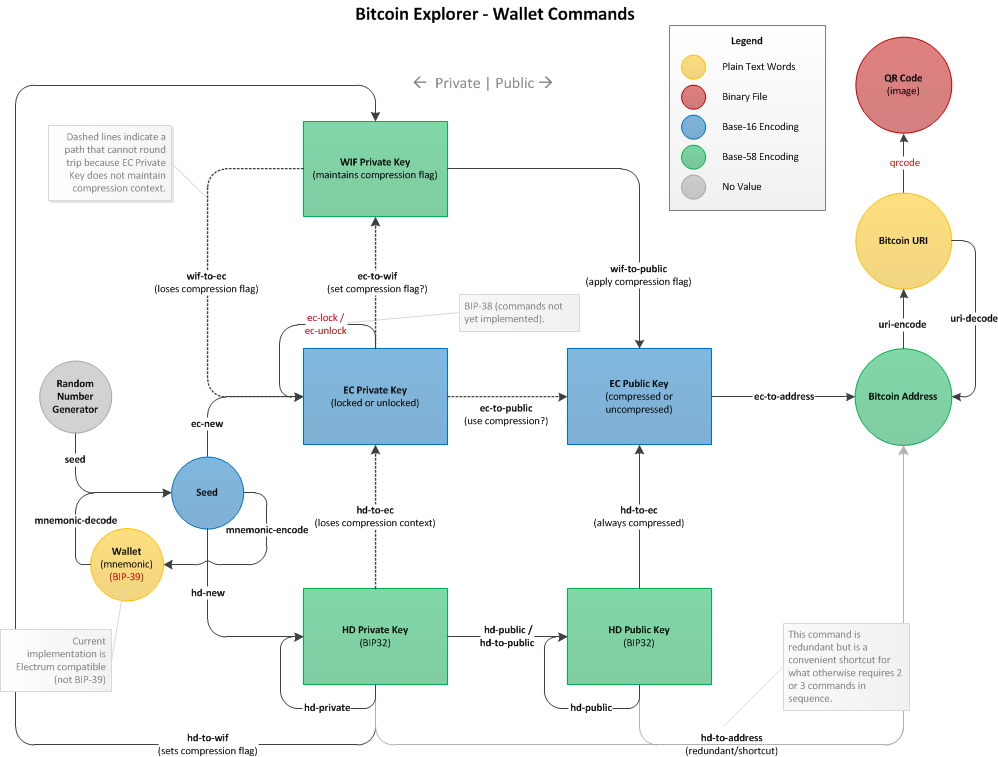 Bitcoin Explorer - Wallet Commands
Legend
Plain Text Words
Binary File
Base-16 Encoding
Base-58 Encoding
No Value
← Private | Public →
Dashed lines indicate a
path that cannot round
trip because EC Private
Key does not maintain
compression context.
WIF Private Key
(maintains compression flag)
QR Code
(image)
qrcode
Bitcoin URI
wif-to-ec
(loses compression flag)
ec-to-wif
(set compression flag?)
wif-to-public
(apply compression flag)
ec-lock /
ec-unlock
BIP-38 (commands not
yet implemented).
uri-encode
uri-decode
Random
Number
Generator
EC Private Key
(locked or unlocked)
ec-to-public
(use compression?)
EC Public Key
(compressed or
uncompressed)
ec-to-address
Bitcoin Address
ec-new
seed
Seed
mnemonic-decode
mnemonic-encode
hd-to-ec
(loses compression context)
hd-to-ec
(always compressed)
Wallet
(mnemonic)
(BIP-39)
hd-new
Current
implementation is
Electrum compatible
(not BIP-39)
HD Private Key
(BIP32)
hd-public /
hd-to-public
HD Public Key
(BIP32)
This command is
redundant but is a
convenient shortcut for
what otherwise requires 2
or 3 commands in
sequence.
hd-private
hd-public
hd-to-wif
(sets compression flag)
hd-to-address
(redundant/shortcut)